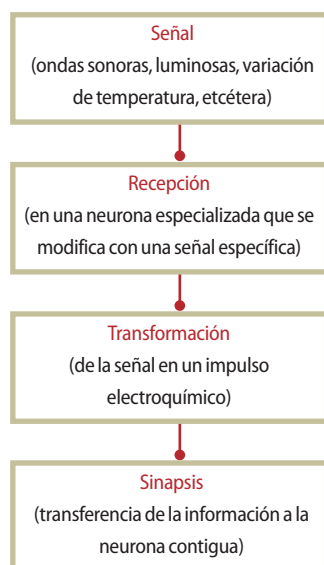 Señal
(ondas sonoras, luminosas, variación
de temperatura, etcétera)
Recepción
(en una neurona especializada que se
modifica con una señal específica)
Transformación
(de la señal en un impulso
electroquímico)
Sinapsis
(transferencia de la información a la
neurona contigua)